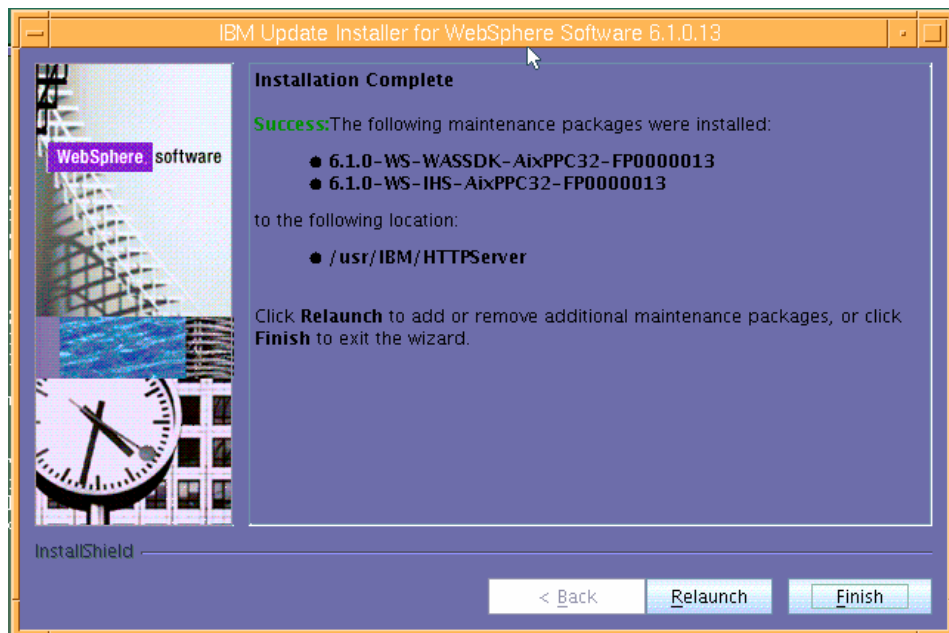 IBM Update Installer for WebSphere Software 6.1.0.13
WebSphere software
Installation Complete
Success:The following maintenance packages were installed:
● 6.1.0-WS-WASSDK-AixPPC32-FP0000013
● 6.1.0-WS-IHS-AixPPC32-FP0000013
to the following location:
● /usr/IBM/HTTPServer
Click Relaunch to add or remove additional maintenance packages, or click
Finish to exit the wizard.
InstallShield
< Back
Relaunch
Finish